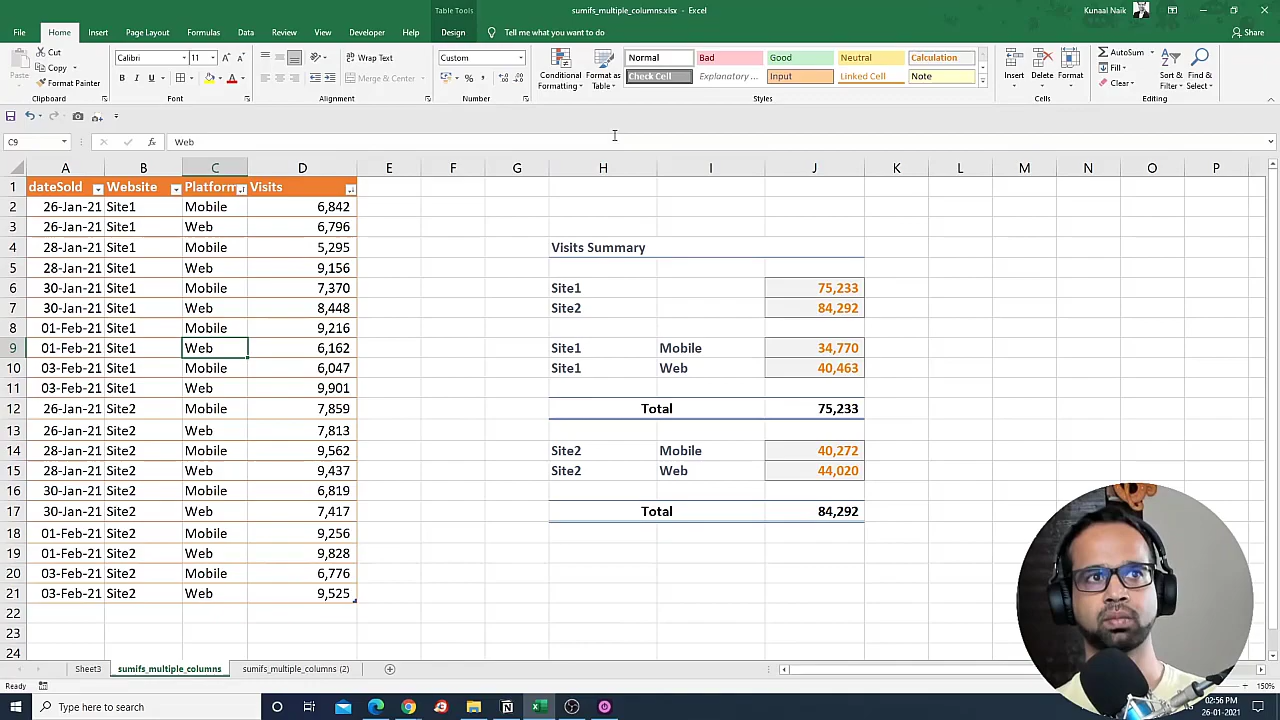 Table Tools
sumifs_multiple_columns.xlsx - Excel
Kunaal Naik
File Home Insert Page Layout Formulas Data Review View Developer Help Design Tell me what you want to do
Share
Cut
Copy
Format Painter
Paste
Clipboard
Calibri 11
B I U
Font
Wrap Text
Merge & Center
Alignment
Custom
Number
Conditional Formatting
Format as Table
Normal Bad Good Neutral Calculation
Check Cell Explanatory ... Input Linked Cell Note
Styles
Insert Delete Format
Cells
AutoSum
Fill
Clear
Sort & Filter
Find & Select
Editing
C9
fx
Web
A B C D E F G H I J K L M N O P
1 dateSold Website Platform Visits
2 26-Jan-21 Site1 Mobile 6,842
3 26-Jan-21 Site1 Web 6,796
4 28-Jan-21 Site1 Mobile 5,295 Visits Summary
5 28-Jan-21 Site1 Web 9,156
6 30-Jan-21 Site1 Mobile 7,370 Site1 75,233
7 30-Jan-21 Site1 Web 8,448 Site2 84,292
8 01-Feb-21 Site1 Mobile 9,216
9 01-Feb-21 Site1 Web 6,162 Site1 Mobile 34,770
10 03-Feb-21 Site1 Mobile 6,047 Site1 Web 40,463
11 03-Feb-21 Site1 Web 9,901
12 26-Jan-21 Site2 Mobile 7,859 Total 75,233
13 26-Jan-21 Site2 Web 7,813
14 28-Jan-21 Site2 Mobile 9,562 Site2 Mobile 40,272
15 28-Jan-21 Site2 Web 9,437 Site2 Web 44,020
16 30-Jan-21 Site2 Mobile 6,819
17 30-Jan-21 Site2 Web 7,417 Total 84,292
18 01-Feb-21 Site2 Mobile 9,256
19 01-Feb-21 Site2 Web 9,828
20 03-Feb-21 Site2 Mobile 6,776
21 03-Feb-21 Site2 Web 9,525
22
23
24
Sheet3 sumifs_multiple_columns sumifs_multiple_columns (2)
Ready
150%
Type here to search
02:56 PM
26-01-2021